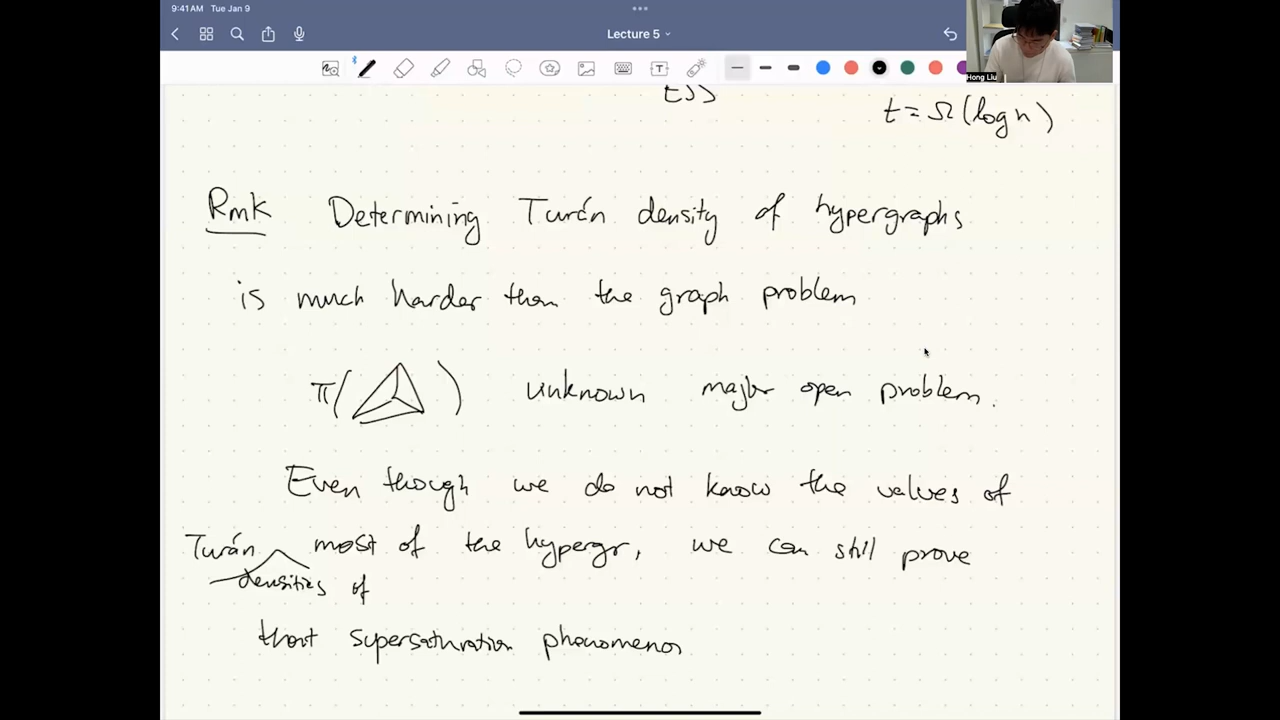 9:41AM Tue Jan 9
Lecture 5
Hong Liu
t = Ω(log n)
Rmk Determining Turán density of hypergraphs
is much harder than the graph problem
π( ) unknown major open problem.
Even though we do not know the values of
Turán densities of most of the hypergr, we can still prove
that supersaturation phenomenon